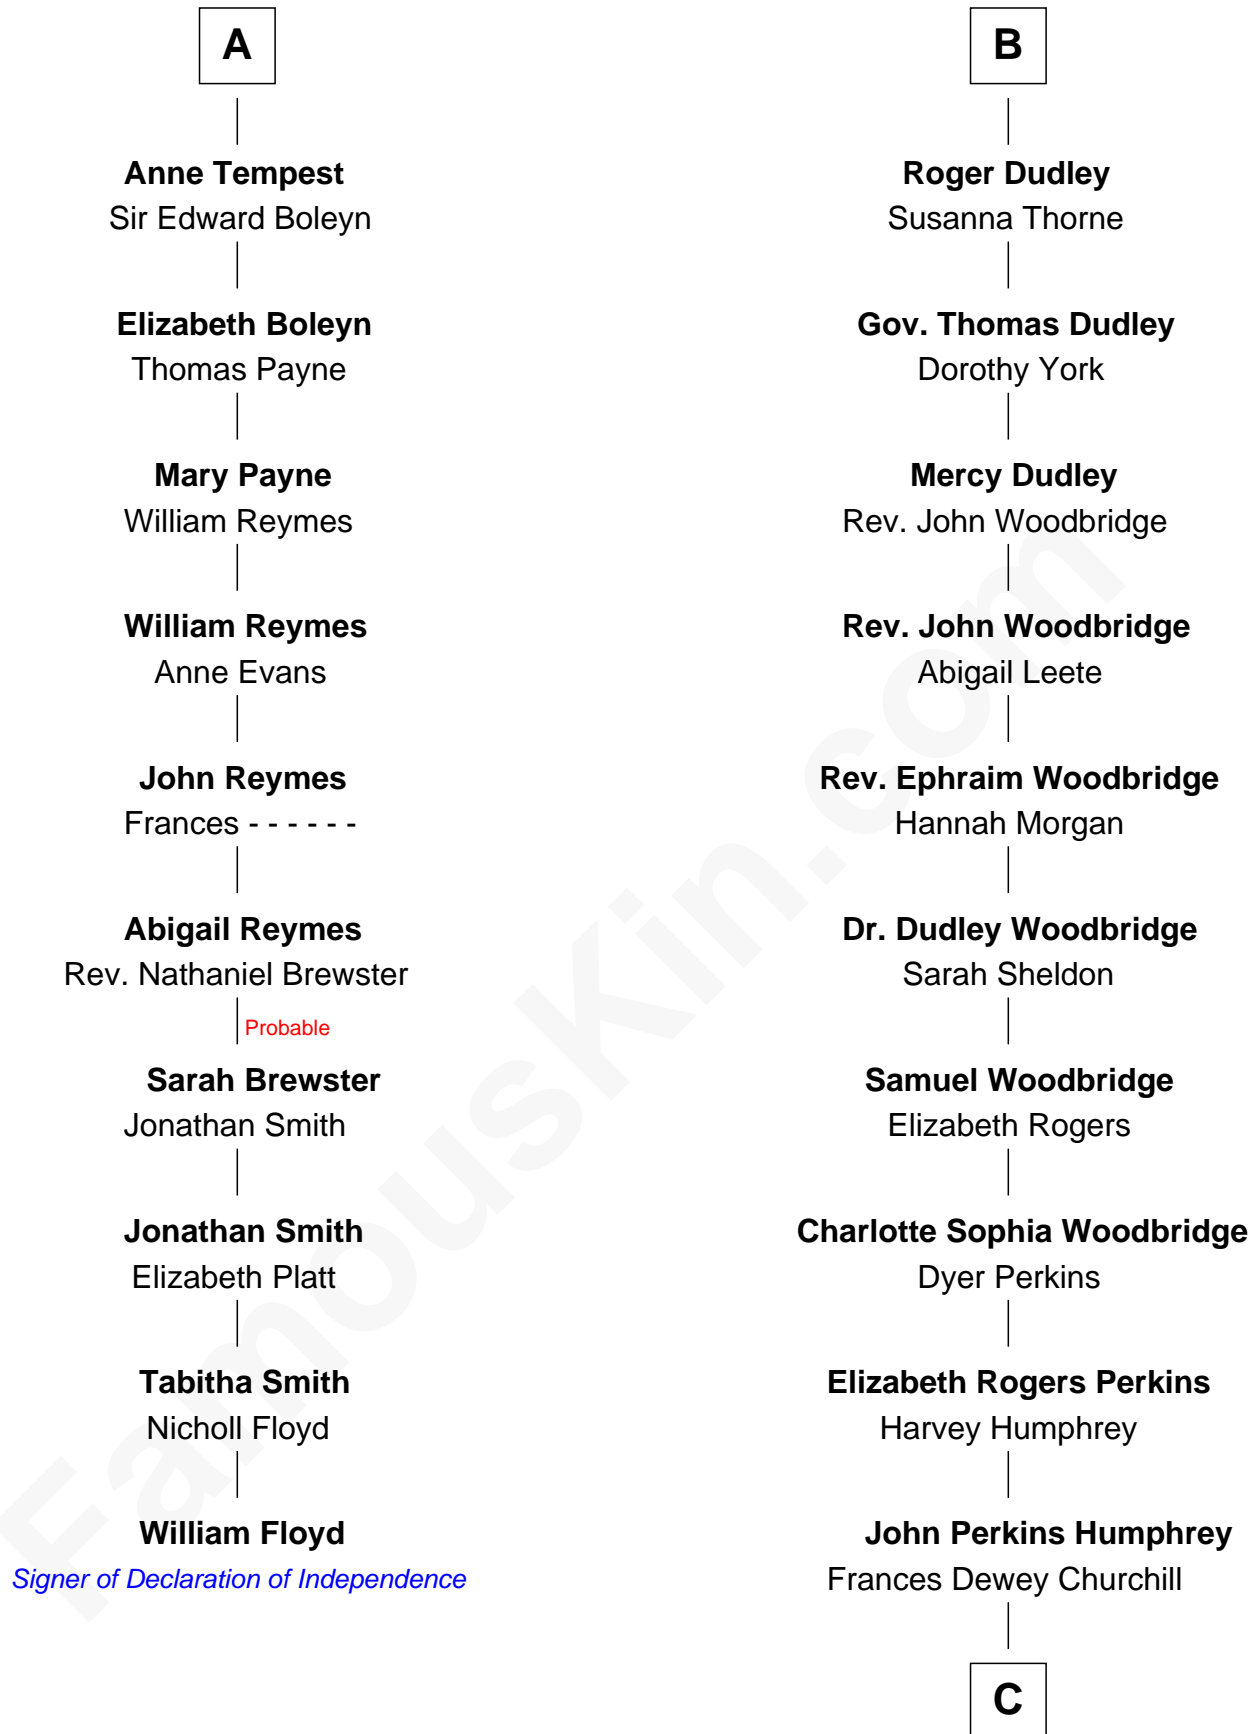 A
Anne Tempest
Sir Edward Boleyn
Elizabeth Boleyn
Thomas Payne
Mary Payne
William Reymes
William Reymes
Anne Evans
John Reymes
Frances - - - - - -
Abigail Reymes
Rev. Nathaniel Brewster
Probable
Sarah Brewster
Jonathan Smith
Jonathan Smith
Elizabeth Platt
Tabitha Smith
Nicholl Floyd
William Floyd
Signer of Declaration of Independence
B
Roger Dudley
Susanna Thorne
Gov. Thomas Dudley
Dorothy York
Mercy Dudley
Rev. John Woodbridge
Rev. John Woodbridge
Abigail Leete
Rev. Ephraim Woodbridge
Hannah Morgan
Dr. Dudley Woodbridge
Sarah Sheldon
Samuel Woodbridge
Elizabeth Rogers
Charlotte Sophia Woodbridge
Dyer Perkins
Elizabeth Rogers Perkins
Harvey Humphrey
John Perkins Humphrey
Frances Dewey Churchill
C
FamousKin.com